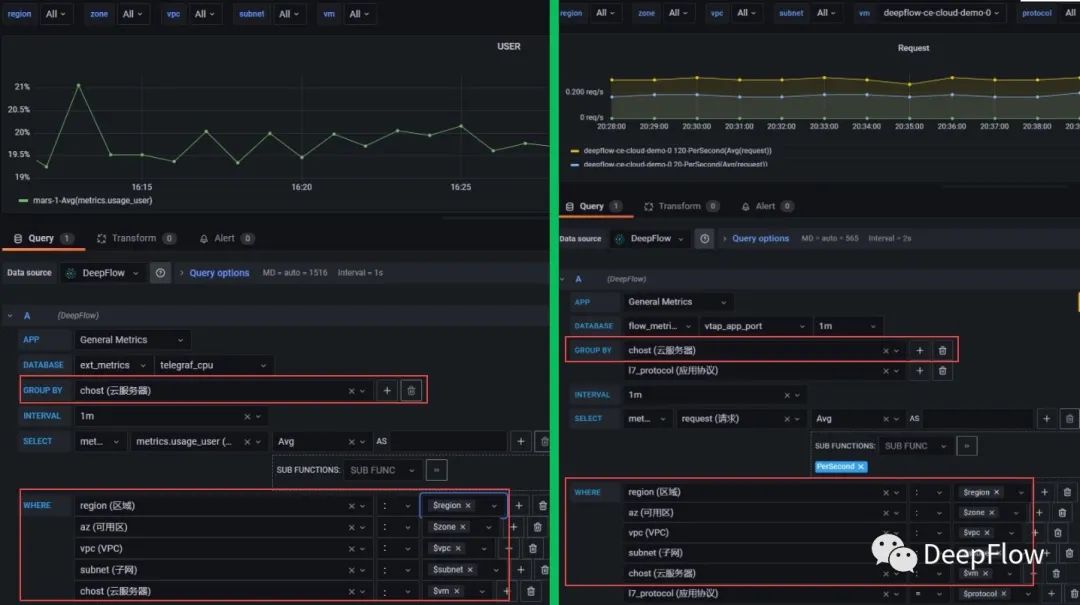 region All zone All vpc All subnet All vm All
USER
21%
20.5%
20%
19.5%
19%
16:15 16:20 16:25
mars-1-Avg(metrics.usage_user)
Query 1 Transform 0 Alert 0
Data source DeepFlow Query options MD = auto = 1516 Interval = 1s
A (DeepFlow)
APP General Metrics
DATABASE ext_metrics telegraf_cpu
GROUP BY chost (云服务器)
INTERVAL 1m
SELECT met... metrics.usage_user (... Avg AS
SUB FUNCTIONS: SUB FUNC
WHERE region (区域) : $region
az (可用区) : $zone
vpc (VPC) : $vpc
subnet (子网) : $subnet
chost (云服务器) : $vm
region All zone All vpc All subnet All vm deepflow-ce-cloud-demo-0 protocol All
Request
0.200 req/s
0 req/s
20:28:00 20:29:00 20:30:00 20:31:00 20:32:00 20:33:00 20:34:00 20:35:00 20:36:00 20:37:00 20:38:00 20:39
deepflow-ce-cloud-demo-0 120-PerSecond(Avg(request))
deepflow-ce-cloud-demo-0 20-PerSecond(Avg(request))
Query 1 Transform 0 Alert 0
Data source DeepFlow Query options MD = auto = 565 Interval = 2s
A (DeepFlow)
APP General Metrics
DATABASE flow_metri... vtap_app_port 1m
GROUP BY chost (云服务器)
l7_protocol (应用协议)
INTERVAL 1m
SELECT met... request (请求) Avg AS
SUB FUNCTIONS: SUB FUNC
PerSecond
WHERE region (区域) : $region
az (可用区) : $zone
vpc (VPC) : $vpc
subnet (子网)
chost (云服务器) : $vm
l7_protocol (应用协议) = $protocol
DeepFlow